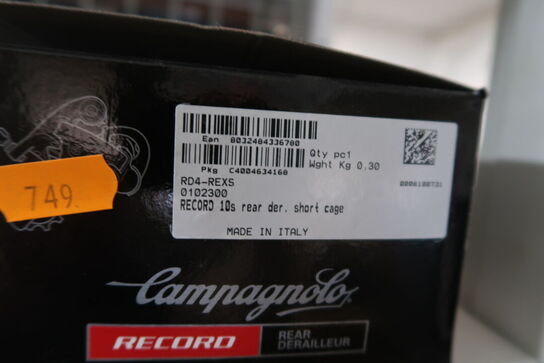 Ean 8032484336780
Qty pc1
Wght Kg 0.30
Pkg C4004634168
RD4-REXS
0102300
RECORD 10s rear der. short cage
MADE IN ITALY
749.
Campagnolo
RECORD
REAR
DERAILLEUR